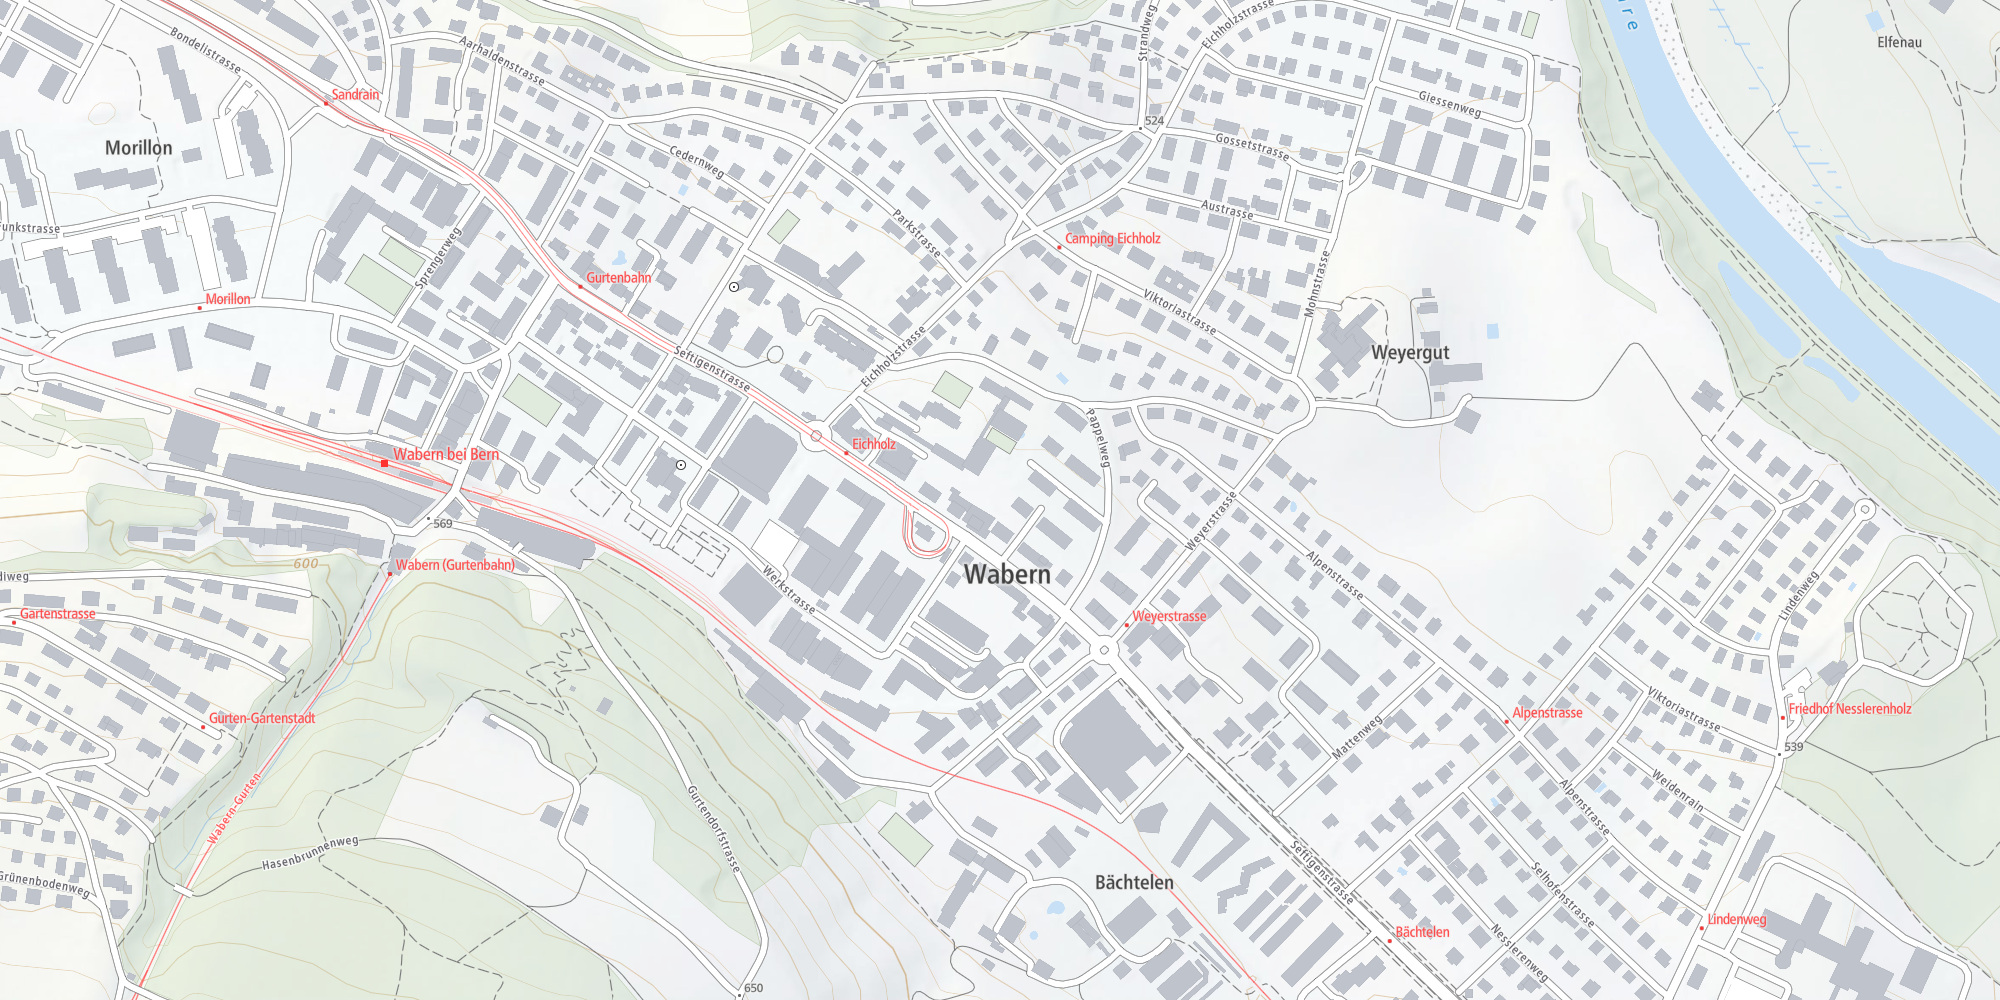 Bondelistrasse
Aarhaldenstrasse
Strandweg
Eichholzstrasse
Elfenau
Sandrain
Giessenweg
524
Morillon
Cedernweg
Gossetstrasse
Parkstrasse
Austrasse
Funkstrasse
Sprengerweg
Camping Eichholz
Gurtenbahn
Mohnstrasse
Morillon
Viktoriastrasse
Seftigenstrasse
Eichholzstrasse
Weyergut
Pappelweg
Eichholz
Wabern bei Bern
569
Weyerstrasse
600
Wabern (Gurtenbahn)
Alpenstrasse
Wabern
diweg
Werkstrasse
Lindenweg
Gartenstrasse
Weyerstrasse
Viktoriastrasse
Gurten-Gartenstadt
Alpenstrasse
Friedhof Nesslerenholz
Mattenweg
539
Wabern-Gurten
Weidenrain
Gurtendorfstrasse
Alpenstrasse
Hasenbrunnenweg
Seftigenstrasse
Bächtelen
Grünenbodenweg
Selhofenstrasse
Lindenweg
Bächtelen
Nesslerenweg
650